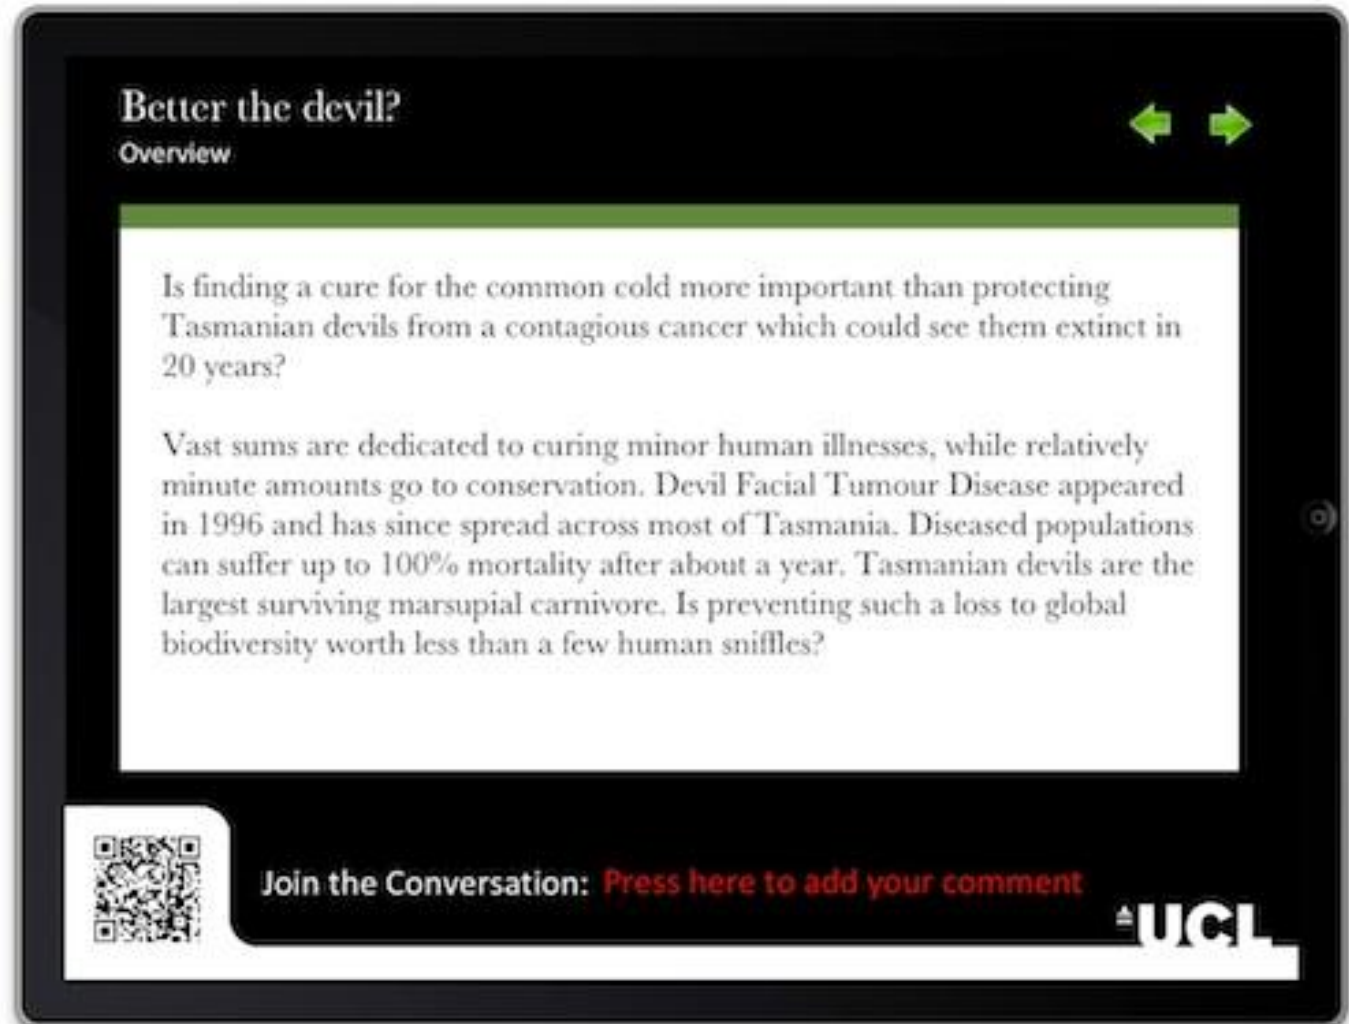 Better the devil?
Overview
Is finding a cure for the common cold more important than protecting
Tasmanian devils from a contagious cancer which could see them extinct in
20 years?
Vast sums are dedicated to curing minor human illnesses, while relatively
minute amounts go to conservation. Devil Facial Tumour Disease appeared
in 1996 and has since spread across most of Tasmania. Diseased populations
can suffer up to 100% mortality after about a year. Tasmanian devils are the
largest surviving marsupial carnivore. Is preventing such a loss to global
biodiversity worth less than a few human sniffles?
Join the Conversation: Press here to add your comment
UCL